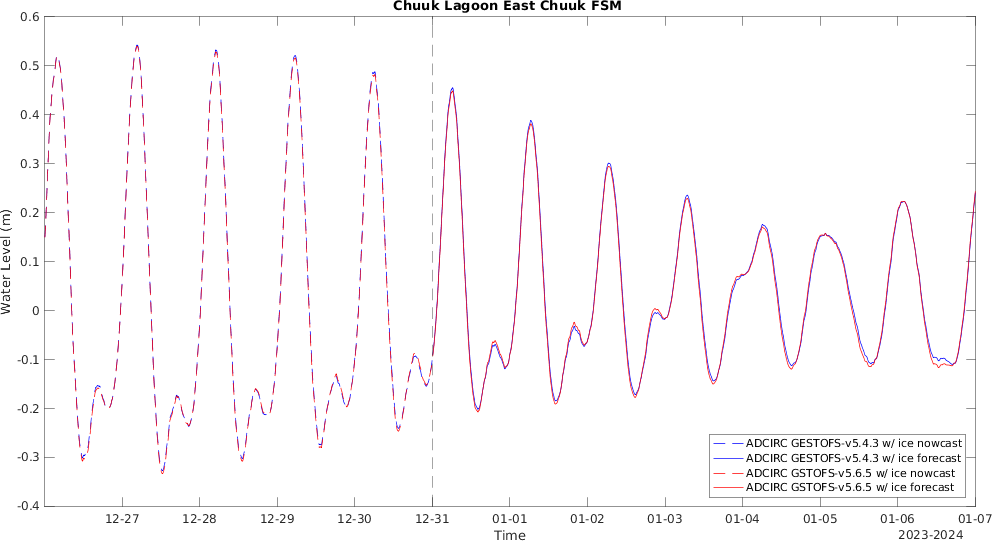 Chuuk Lagoon East Chuuk FSM
0.6
0.5
0.4
0.3
0.2
0.1
0
-0.1
-0.2
-0.3
-0.4
Water Level (m)
12-27 12-28 12-29 12-30 12-31 01-01 01-02 01-03 01-04 01-05 01-06 01-07
Time
2023-2024
ADCIRC GESTOFS-v5.4.3 w/ ice nowcast
ADCIRC GESTOFS-v5.4.3 w/ ice forecast
ADCIRC GSTOFS-v5.6.5 w/ ice nowcast
ADCIRC GSTOFS-v5.6.5 w/ ice forecast